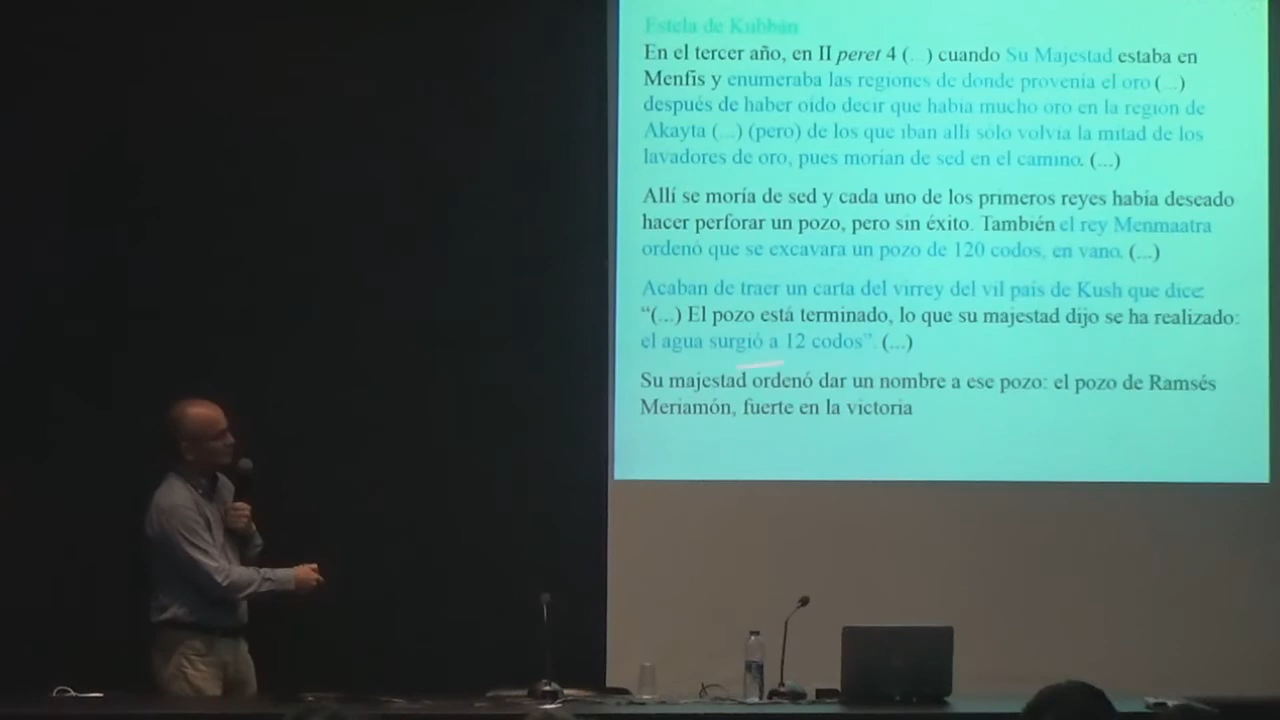 Estela de Kubbán
En el tercer año, en II peret 4 (...) cuando Su Majestad estaba en
Menfis y enumeraba las regiones de donde provenía el oro (...)
después de haber oído decir que había mucho oro en la región de
Akayta (...) (pero) de los que iban allí sólo volvía la mitad de los
lavadores de oro, pues morían de sed en el camino. (...)
Allí se moría de sed y cada uno de los primeros reyes había deseado
hacer perforar un pozo, pero sin éxito. También el rey Menmaatra
ordenó que se excavara un pozo de 120 codos, en vano. (...)
Acaban de traer un carta del virrey del vil país de Kush que dice:
“(...) El pozo está terminado, lo que su majestad dijo se ha realizado:
el agua surgió a 12 codos”. (...)
Su majestad ordenó dar un nombre a ese pozo: el pozo de Ramsés
Meriamón, fuerte en la victoria